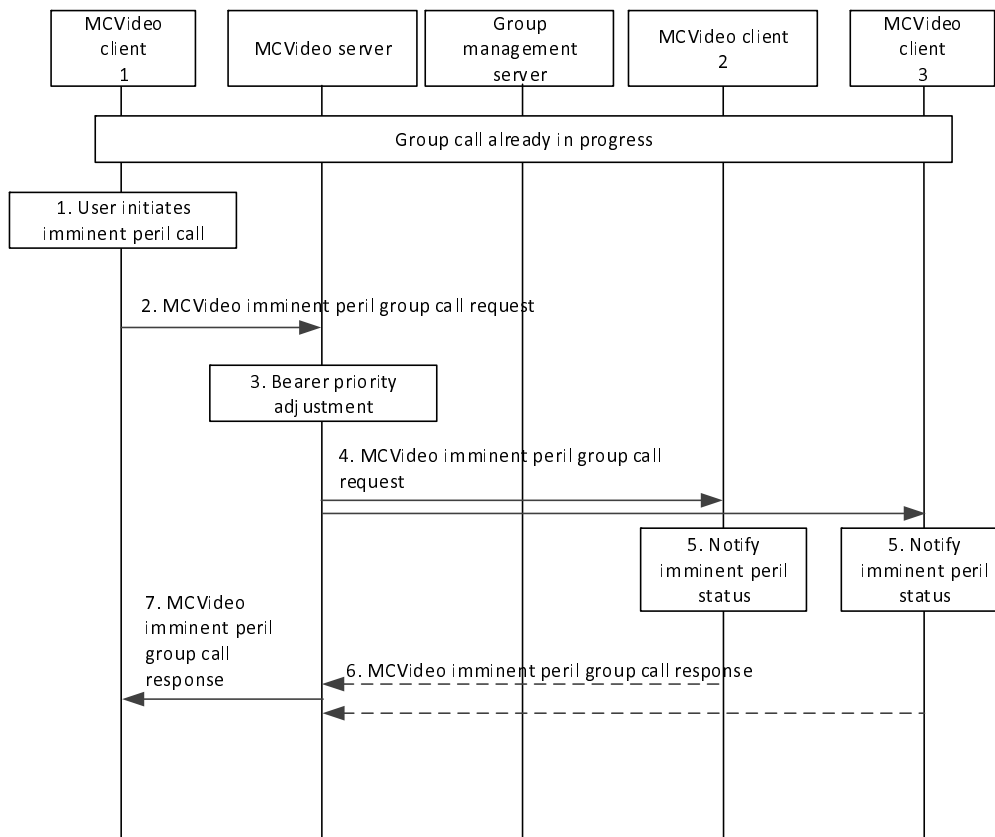 MCVideo
client
1
MCVideo server
Group
management
server
MCVideo client
2
MCVideo
client
3
Group call already in progress
1. User initiates
imminent peril call
2. MCVideo imminent peril group call request
3. Bearer priority
adjustment
4. MCVideo imminent peril group call
request
5. Notify
imminent peril
status
5. Notify
imminent peril
status
7. MCVideo
imminent peril
group call
response
6. MCVideo imminent peril group call response